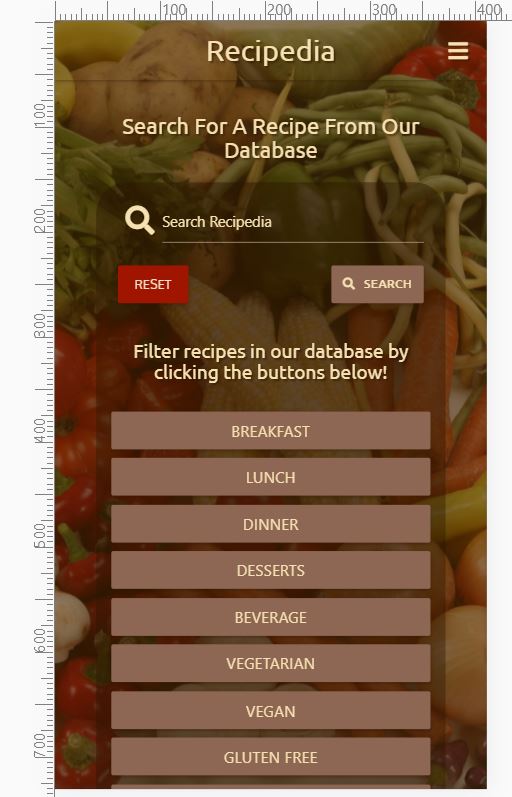 100 200 300 400
Recipedia
100
Search For A Recipe From Our
Database
200
Search Recipedia
RESET
SEARCH
300
Filter recipes in our database by
clicking the buttons below!
400
BREAKFAST
LUNCH
500
DINNER
DESSERTS
600
BEVERAGE
VEGETARIAN
VEGAN
700
GLUTEN FREE